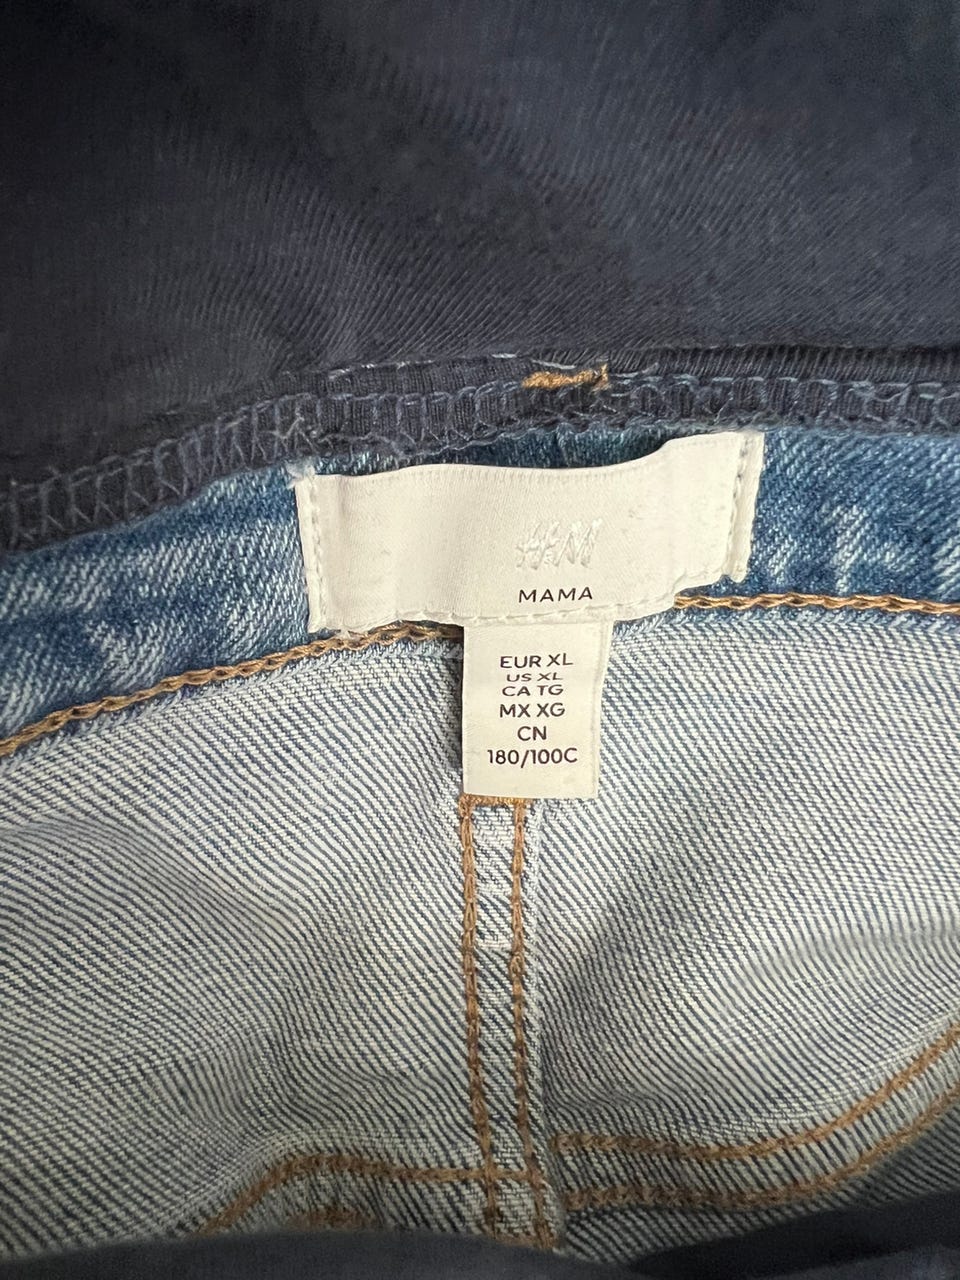 H&M
MAMA
EUR XL
US XL
CA TG
MX XG
CN
180/100C